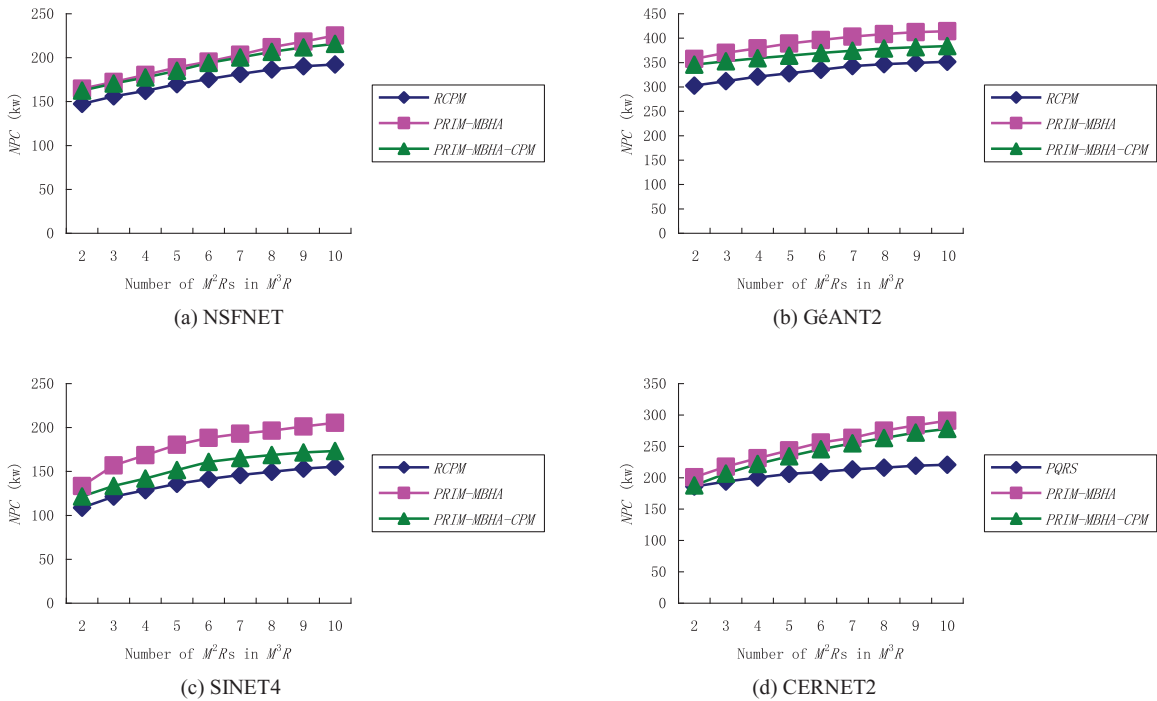 250
200
150
100
50
0
NPC (kw)
2 3 4 5 6 7 8 9 10
Number of M²Rs in M³R
RCPM
PRIM-MBHA
PRIM-MBHA-CPM
(a) NSFNET
450
400
350
300
250
200
150
100
50
0
NPC (kw)
2 3 4 5 6 7 8 9 10
Number of M²Rs in M³R
RCPM
PRIM-MBHA
PRIM-MBHA-CPM
(b) GéANT2
250
200
150
100
50
0
NPC (kw)
2 3 4 5 6 7 8 9 10
Number of M²Rs in M³R
RCPM
PRIM-MBHA
PRIM-MBHA-CPM
(c) SINET4
350
300
250
200
150
100
50
0
NPC (kw)
2 3 4 5 6 7 8 9 10
Number of M²Rs in M³R
PQRS
PRIM-MBHA
PRIM-MBHA-CPM
(d) CERNET2